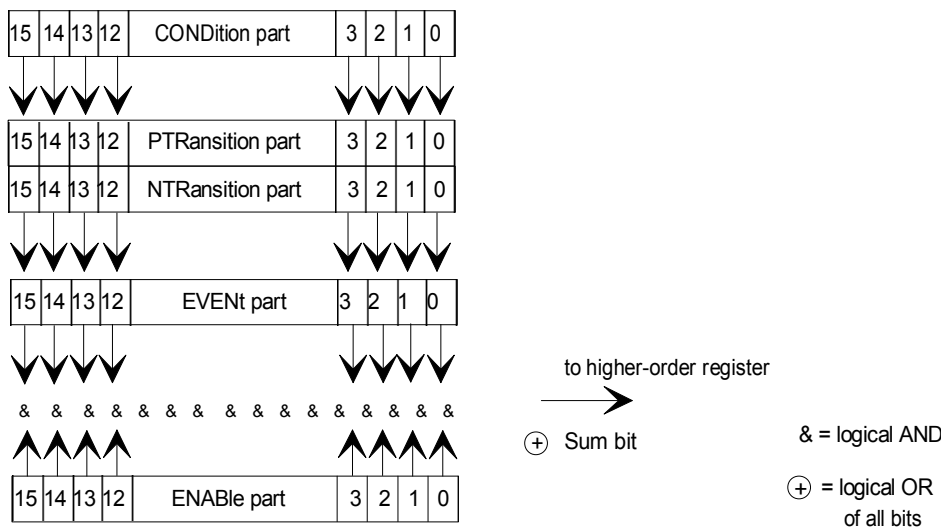 15 14 13 12 CONDition part 3 2 1 0
15 14 13 12 PTRansition part 3 2 1 0
15 14 13 12 NTRansition part 3 2 1 0
15 14 13 12 EVENt part 3 2 1 0
to higher-order register
& & & & & & & & & & & & & & & &
+ Sum bit
& = logical AND
15 14 13 12 ENABle part 3 2 1 0
+ = logical OR
of all bits